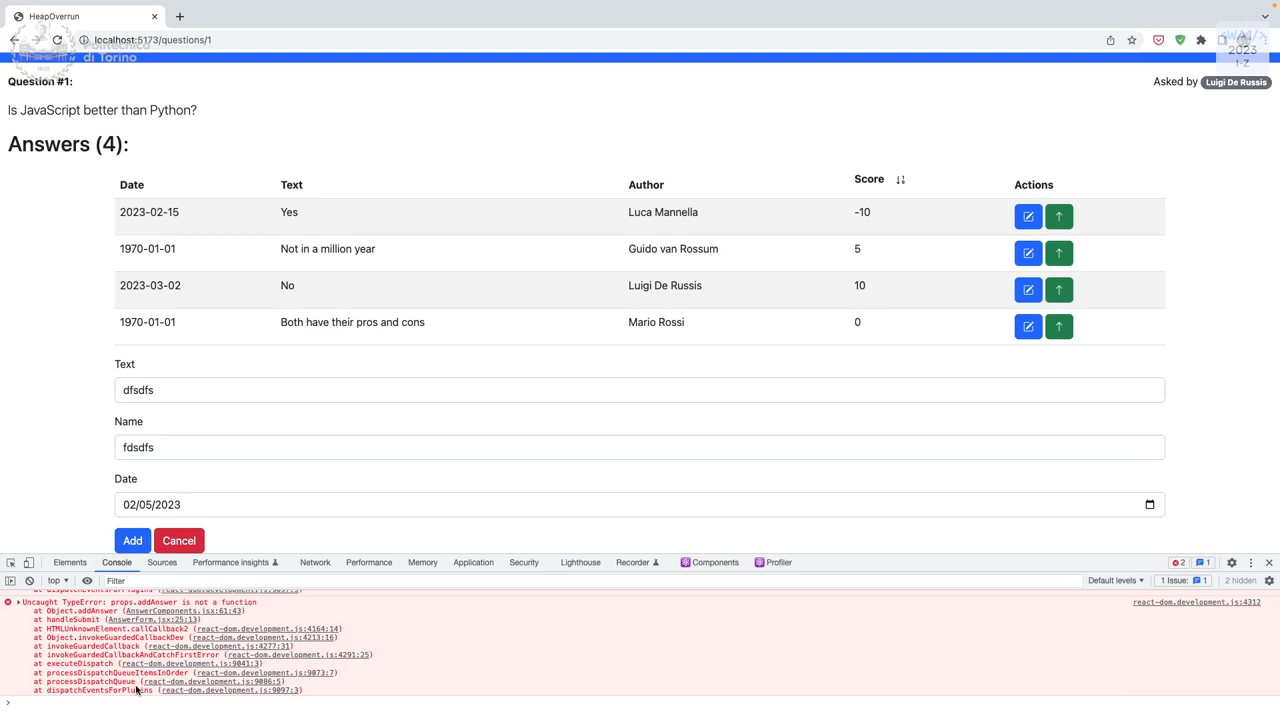 HeapOverrun
localhost:5173/questions/1
Politecnico
di Torino
<WA1/>
2023
I-Z
Question #1:
Asked by Luigi De Russis
Is JavaScript better than Python?
Answers (4):
Date Text Author Score Actions
2023-02-15 Yes Luca Mannella -10
1970-01-01 Not in a million year Guido van Rossum 5
2023-03-02 No Luigi De Russis 10
1970-01-01 Both have their pros and cons Mario Rossi 0
Text
dfsdfs
Name
fdsdfs
Date
02/05/2023
Add Cancel
Elements Console Sources Performance insights Network Performance Memory Application Security Lighthouse Recorder Components Profiler 2 1
top Filter Default levels 1 Issue: 1 2 hidden
Uncaught TypeError: props.addAnswer is not a function react-dom.development.js:4312
at Object.addAnswer (AnswerComponents.jsx:61:43)
at handleSubmit (AnswerForm.jsx:25:13)
at HTMLUnknownElement.callCallback2 (react-dom.development.js:4164:14)
at Object.invokeGuardedCallbackDev (react-dom.development.js:4213:16)
at invokeGuardedCallback (react-dom.development.js:4277:31)
at invokeGuardedCallbackAndCatchFirstError (react-dom.development.js:4291:25)
at executeDispatch (react-dom.development.js:9041:3)
at processDispatchQueueItemsInOrder (react-dom.development.js:9073:7)
at processDispatchQueue (react-dom.development.js:9086:5)
at dispatchEventsForPlugins (react-dom.development.js:9097:3)